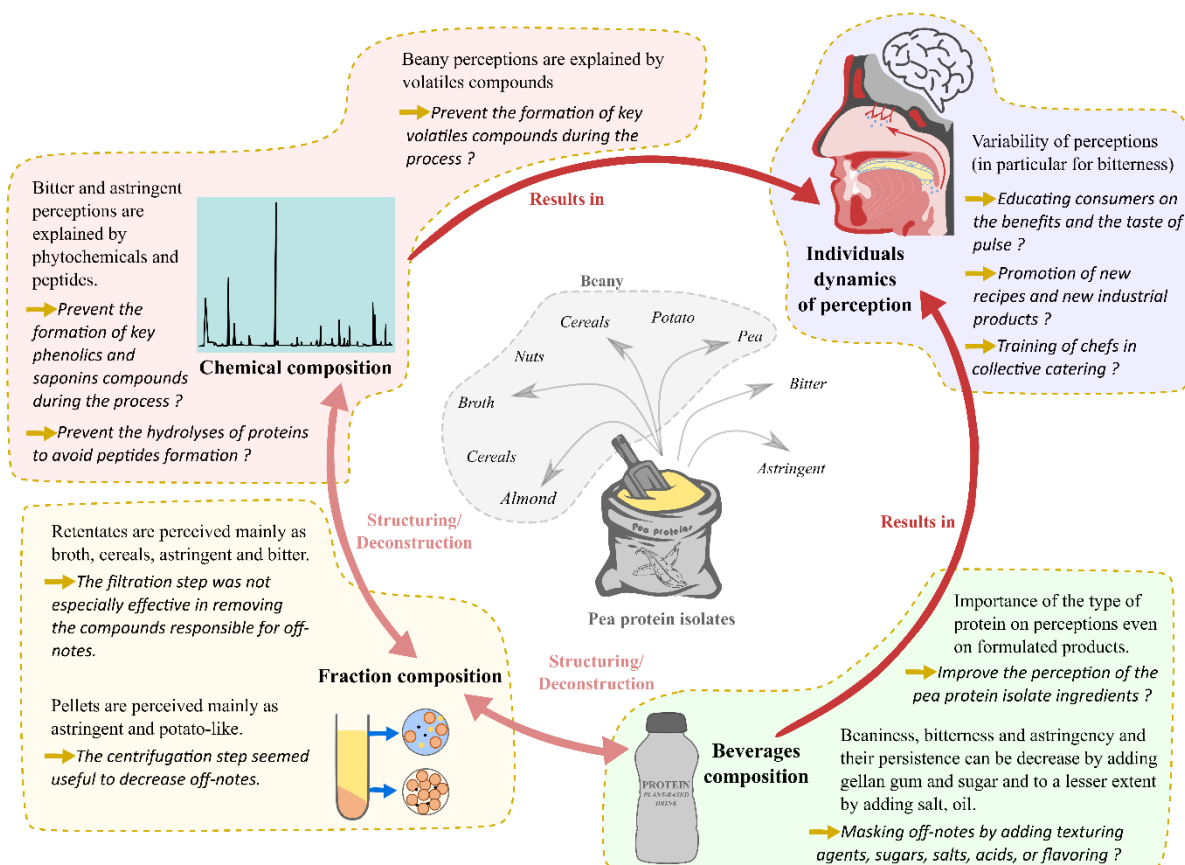 Beany perceptions are explained by
volatiles compounds
Prevent the formation of key
volatiles compounds during the
process ?
Bitter and astringent
perceptions are
explained by
phytochemicals and
peptides.
Prevent the
formation of key
phenolics and
saponins compounds
during the process ?
Prevent the hydrolyses of proteins
to avoid peptides formation ?
Chemical composition
Results in
Variability of perceptions
(in particular for bitterness)
Educating consumers on
the benefits and the taste of
pulse ?
Promotion of new
recipes and new industrial
products ?
Training of chefs in
collective catering ?
Individuals
dynamics
of perception
Beany
Cereals
Potato
Pea
Nuts
Bitter
Broth
Cereals
Astringent
Almond
Pea proteins
Pea protein isolates
Structuring/
Deconstruction
Results in
Retentates are perceived mainly as
broth, cereals, astringent and bitter.
The filtration step was not
especially effective in removing
the compounds responsible for off-
notes.
Fraction composition
Pellets are perceived mainly as
astringent and potato-like.
The centrifugation step seemed
useful to decrease off-notes.
Structuring/
Deconstruction
Importance of the type of
protein on perceptions even
on formulated products.
Improve the perception of the
pea protein isolate ingredients ?
Beverages
composition
PROTEIN
PLANT-BASED
DRINK
Beaniness, bitterness and astringency and
their persistence can be decrease by adding
gellan gum and sugar and to a lesser extent
by adding salt, oil.
Masking off-notes by adding texturing
agents, sugars, salts, acids, or flavoring ?